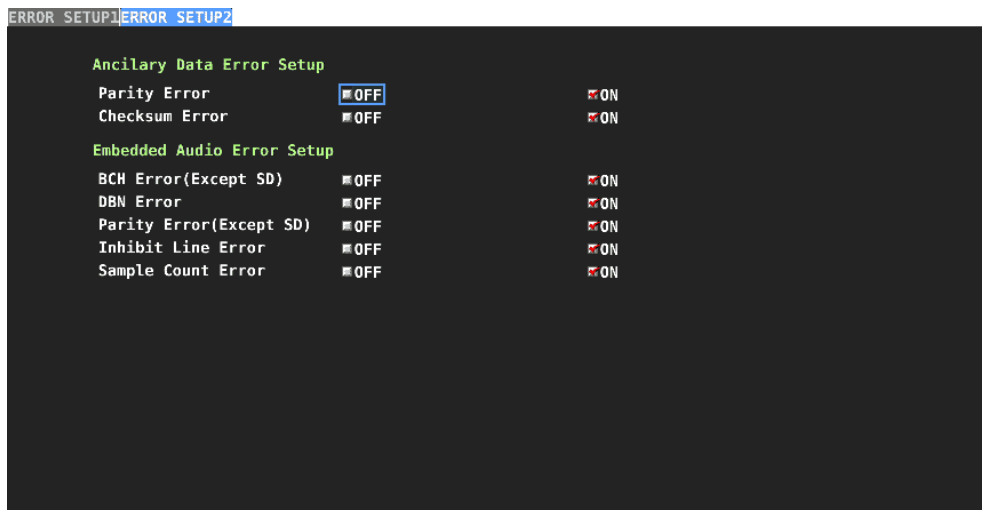 ERROR SETUP1 ERROR SETUP2
Ancilary Data Error Setup
Parity Error OFF ON
Checksum Error OFF ON
Embedded Audio Error Setup
BCH Error(Except SD) OFF ON
DBN Error OFF ON
Parity Error(Except SD) OFF ON
Inhibit Line Error OFF ON
Sample Count Error OFF ON